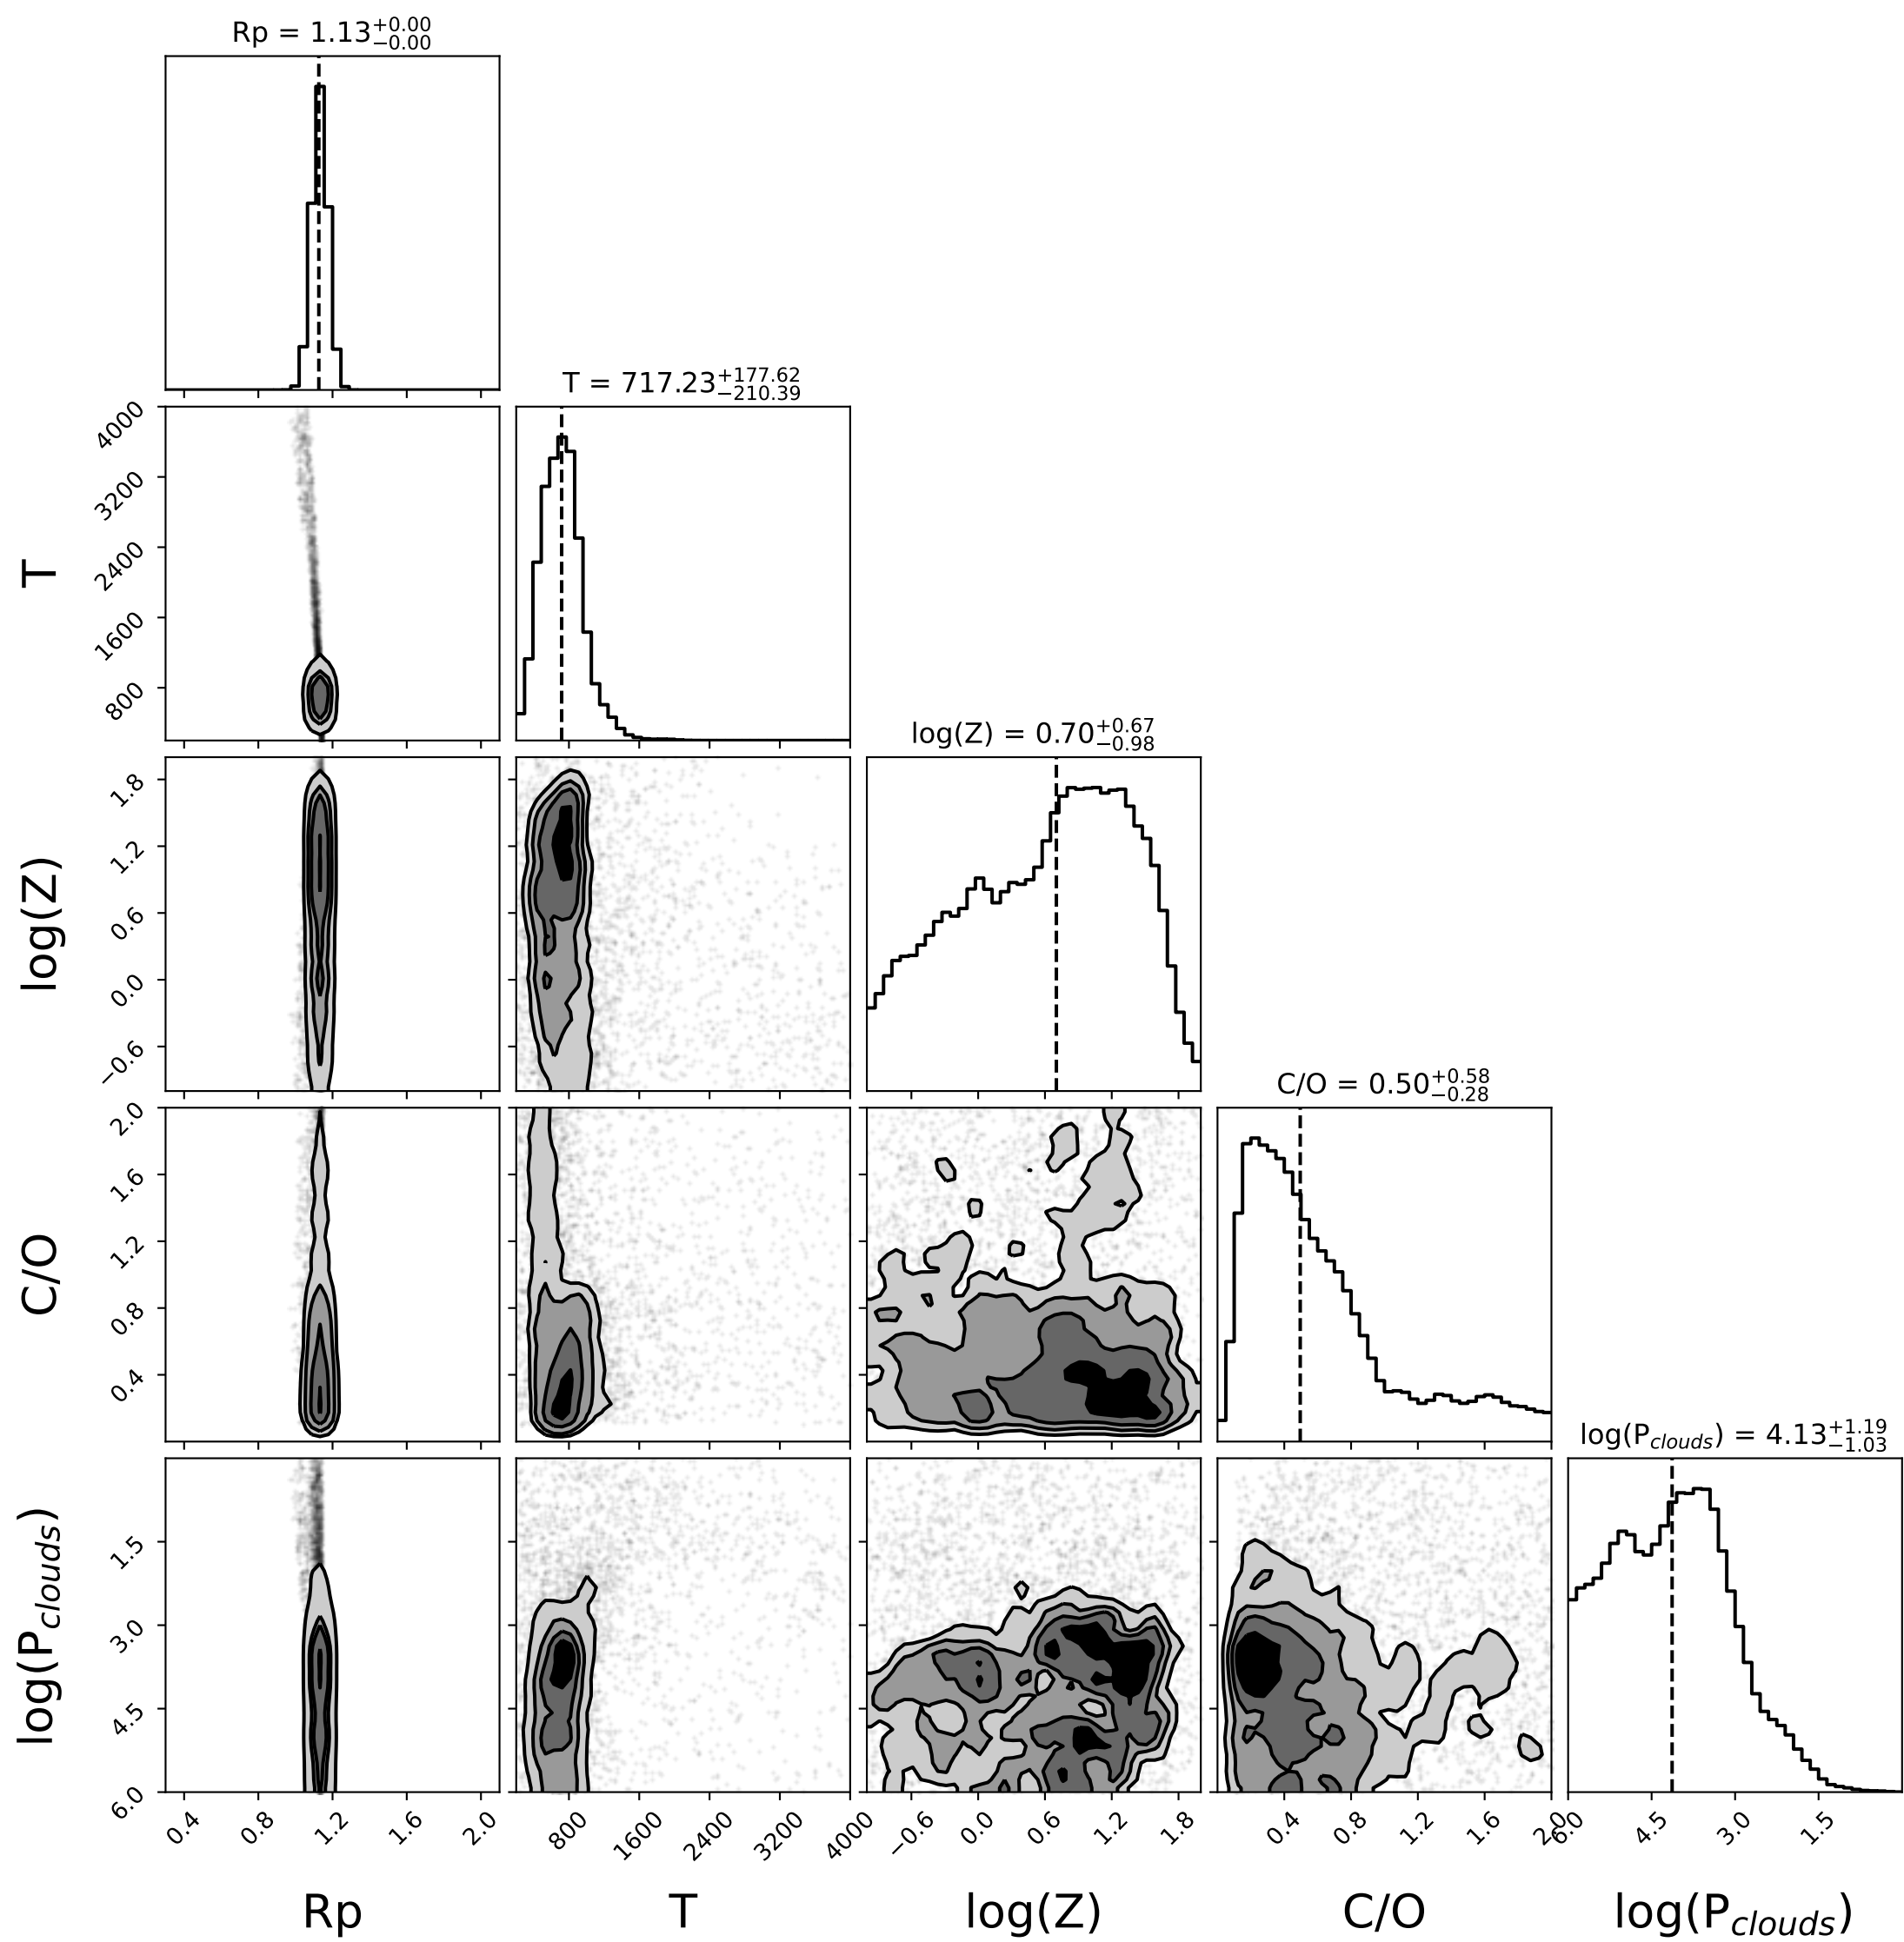 Rp = 1.13+0.00−0.00
T = 717.23+177.62−210.39
4000
3200
2400
1600
800
T
log(Z) = 0.70+0.67−0.98
1.8
1.2
0.6
0.0
−0.6
log(Z)
C/O = 0.50+0.58−0.28
2.0
1.6
1.2
0.8
0.4
C/O
log(Pclouds) = 4.13+1.19−1.03
1.5
3.0
4.5
6.0
log(Pclouds)
0.4 0.8 1.2 1.6 2.0
800 1600 2400 3200 4000
−0.6 0.0 0.6 1.2 1.8
0.4 0.8 1.2 1.6 2.0
6.0 4.5 3.0 1.5
Rp T log(Z) C/O log(Pclouds)